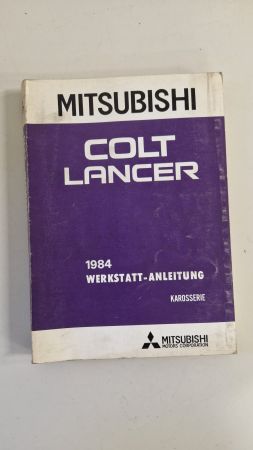 MITSUBISHI
COLT
LANCER
1984
WERKSTATT-ANLEITUNG
KAROSSERIE
MITSUBISHI
MOTORS CORPORATION